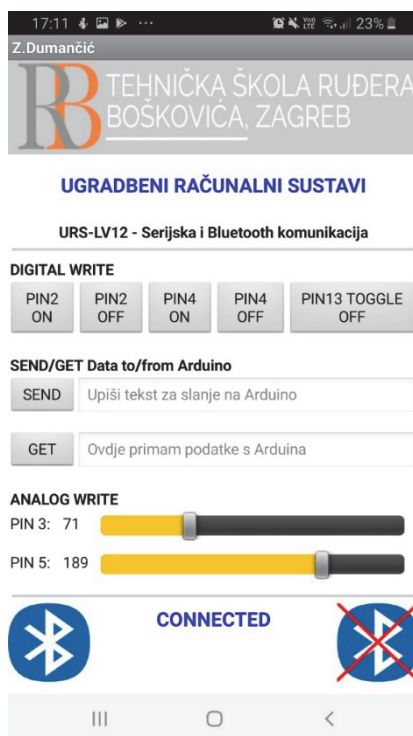 17:11 ... 23%
Z.Dumančić
TEHNIČKA ŠKOLA RUĐERA
BOŠKOVIĆA, ZAGREB
UGRADBENI RAČUNALNI SUSTAVI
URS-LV12 - Serijska i Bluetooth komunikacija
DIGITAL WRITE
PIN2 ON PIN2 OFF PIN4 ON PIN4 OFF PIN13 TOGGLE OFF
SEND/GET Data to/from Arduino
SEND Upiši tekst za slanje na Arduino
GET Ovdje primam podatke s Arduina
ANALOG WRITE
PIN 3: 71
PIN 5: 189
CONNECTED